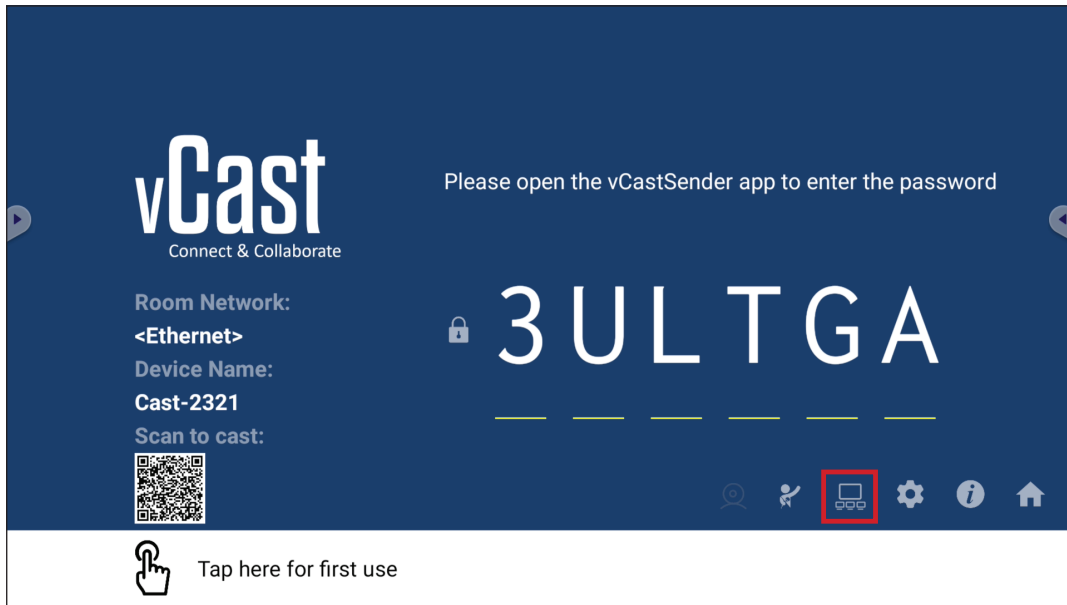 vCast
Connect & Collaborate
Please open the vCastSender app to enter the password
Room Network:
<Ethernet>
Device Name:
Cast-2321
Scan to cast:
3ULTGA
Tap here for first use